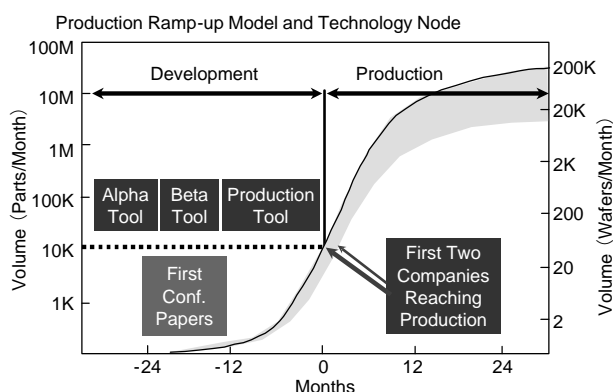 Production Ramp-up Model and Technology Node
100M
10M
1M
100K
10K
1K
Volume (Parts/Month)
Development
Production
Alpha
Tool
Beta
Tool
Production
Tool
First
Conf.
Papers
First Two
Companies
Reaching
Production
200K
20K
2K
200
20
2
Volume (Wafers/Month)
-24
-12
0
12
24
Months